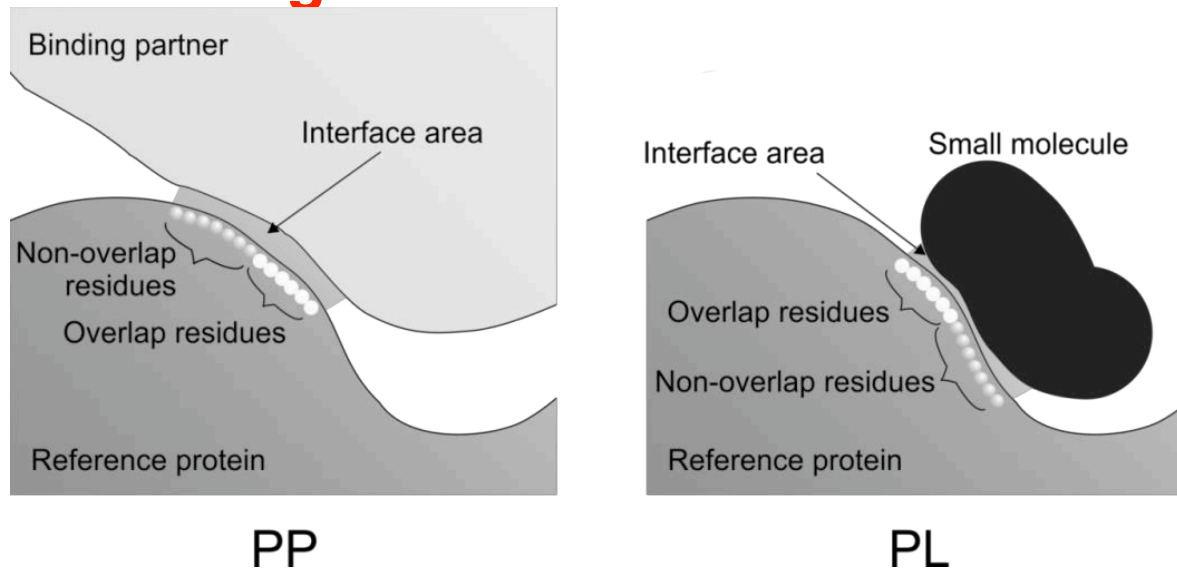 Binding partner
Interface area
Non-overlap
residues
Overlap residues
Reference protein
PP
Small molecule
Interface area
Overlap residues
Non-overlap residues
Reference protein
PL